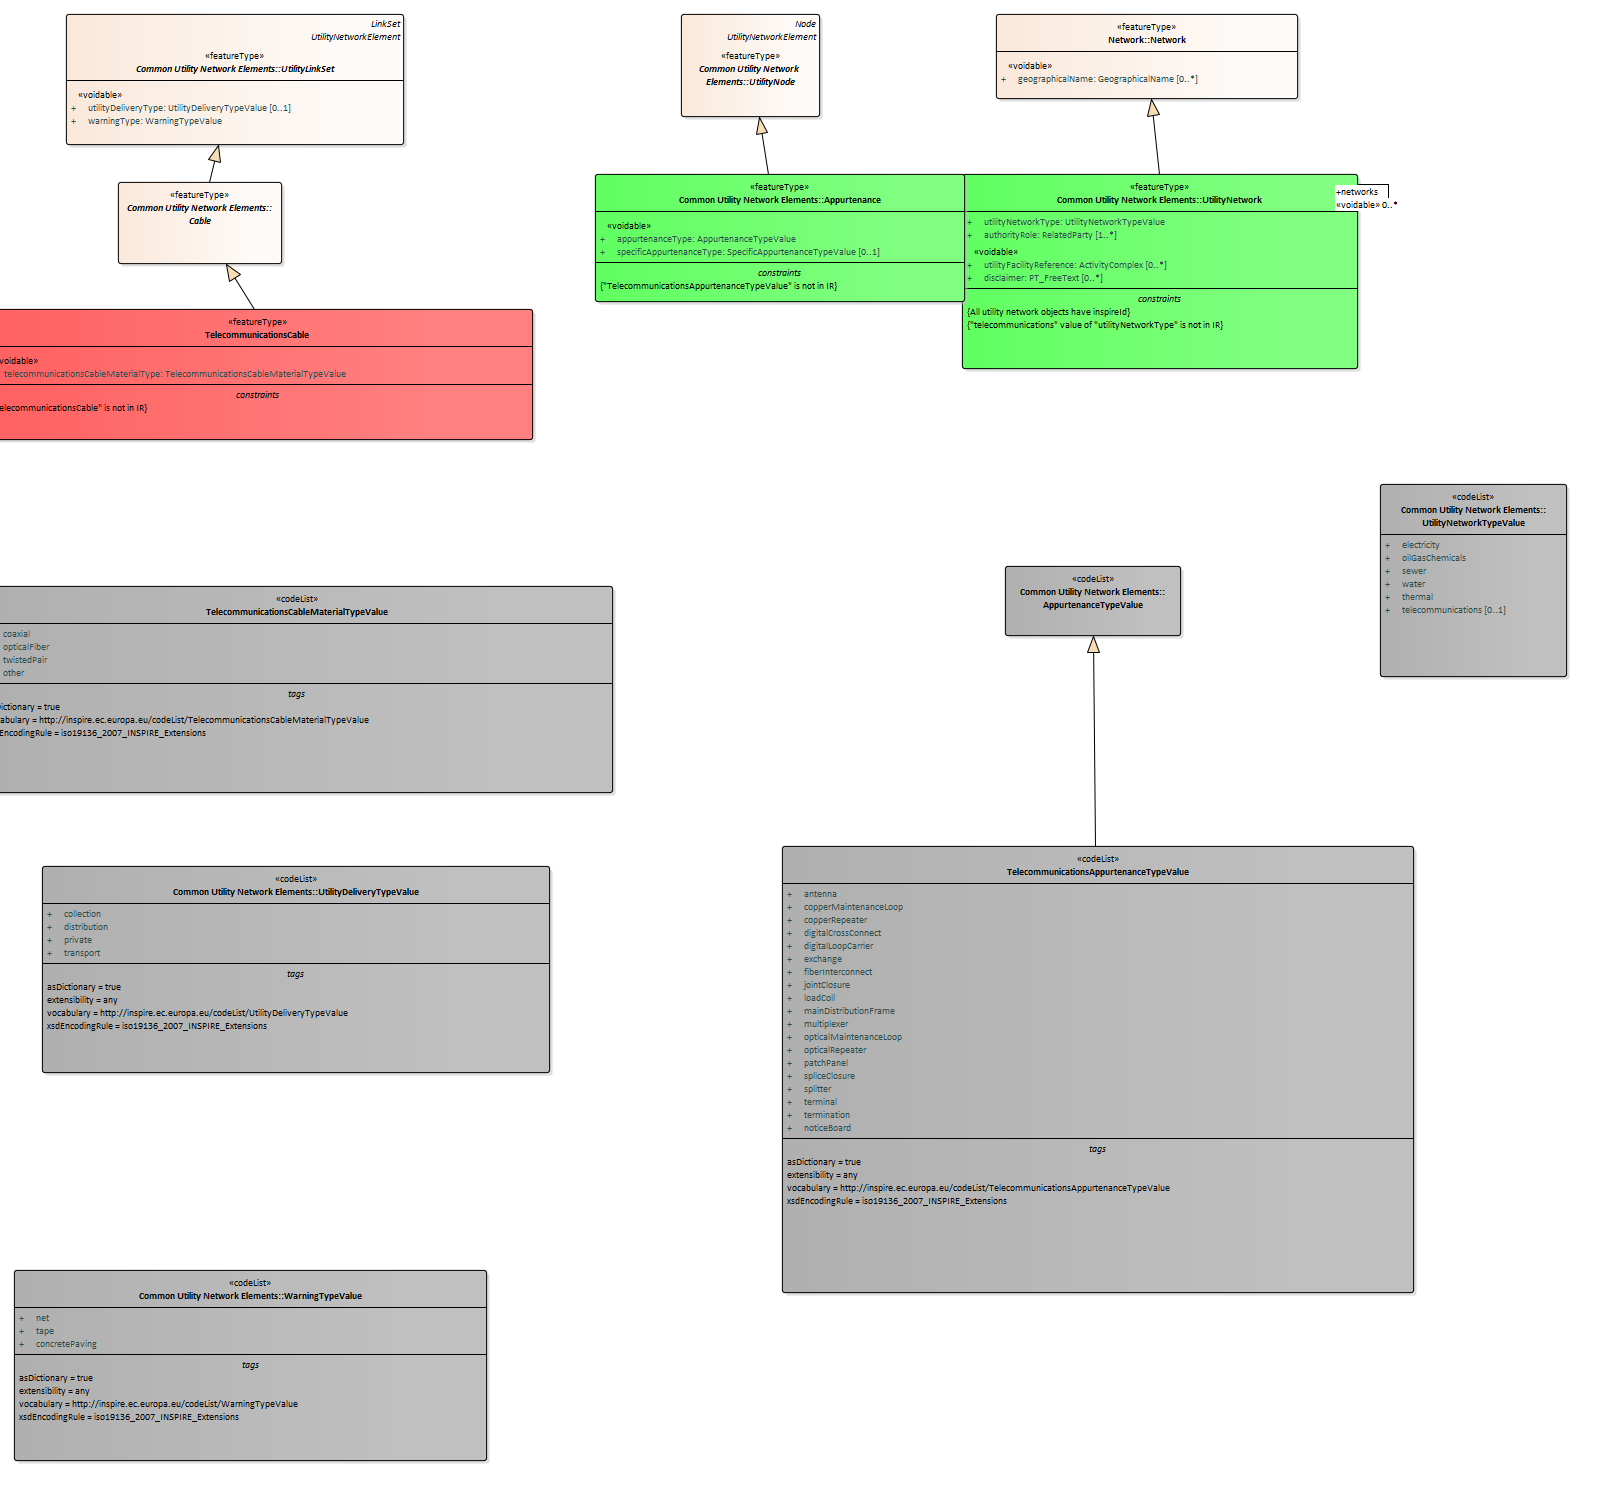 LinkSet
UtilityNetworkElement
«featureType»
Common Utility Network Elements::UtilityLinkSet
«voidable»
+ utilityDeliveryType: UtilityDeliveryTypeValue [0..1]
+ warningType: WarningTypeValue
Node
UtilityNetworkElement
«featureType»
Common Utility Network
Elements::UtilityNode
«featureType»
Network::Network
«voidable»
+ geographicalName: GeographicalName [0..*]
«featureType»
Common Utility Network Elements::
Cable
«featureType»
Common Utility Network Elements::Appurtenance
«voidable»
+ appurtenanceType: AppurtenanceTypeValue
+ specificAppurtenanceType: SpecificAppurtenanceTypeValue [0..1]
constraints
{"TelecommunicationsAppurtenanceTypeValue" is not in IR}
«featureType»
Common Utility Network Elements::UtilityNetwork
+ utilityNetworkType: UtilityNetworkTypeValue
+ authorityRole: RelatedParty [1..*]
«voidable»
+ utilityFacilityReference: ActivityComplex [0..*]
+ disclaimer: PT_FreeText [0..*]
constraints
{All utility network objects have inspireId}
{"telecommunications" value of "utilityNetworkType" is not in IR}
+networks
«voidable» 0..*
«featureType»
TelecommunicationsCable
voidable»
telecommunicationsCableMaterialType: TelecommunicationsCableMaterialTypeValue
constraints
elecommunicationsCable" is not in IR}
«codeList»
Common Utility Network Elements::
UtilityNetworkTypeValue
+ electricity
+ oilGasChemicals
+ sewer
+ water
+ thermal
+ telecommunications [0..1]
«codeList»
Common Utility Network Elements::
AppurtenanceTypeValue
«codeList»
TelecommunicationsCableMaterialTypeValue
coaxial
opticalFiber
twistedPair
other
tags
ictionary = true
abulary = http://inspire.ec.europa.eu/codeList/TelecommunicationsCableMaterialTypeValue
EncodingRule = iso19136_2007_INSPIRE_Extensions
«codeList»
Common Utility Network Elements::UtilityDeliveryTypeValue
+ collection
+ distribution
+ private
+ transport
tags
asDictionary = true
extensibility = any
vocabulary = http://inspire.ec.europa.eu/codeList/UtilityDeliveryTypeValue
xsdEncodingRule = iso19136_2007_INSPIRE_Extensions
«codeList»
TelecommunicationsAppurtenanceTypeValue
+ antenna
+ copperMaintenanceLoop
+ copperRepeater
+ digitalCrossConnect
+ digitalLoopCarrier
+ exchange
+ fiberInterconnect
+ jointClosure
+ loadCoil
+ mainDistributionFrame
+ multiplexer
+ opticalMaintenanceLoop
+ opticalRepeater
+ patchPanel
+ spliceClosure
+ splitter
+ terminal
+ termination
+ noticeBoard
tags
asDictionary = true
extensibility = any
vocabulary = http://inspire.ec.europa.eu/codeList/TelecommunicationsAppurtenanceTypeValue
xsdEncodingRule = iso19136_2007_INSPIRE_Extensions
«codeList»
Common Utility Network Elements::WarningTypeValue
+ net
+ tape
+ concretePaving
tags
asDictionary = true
extensibility = any
vocabulary = http://inspire.ec.europa.eu/codeList/WarningTypeValue
xsdEncodingRule = iso19136_2007_INSPIRE_Extensions